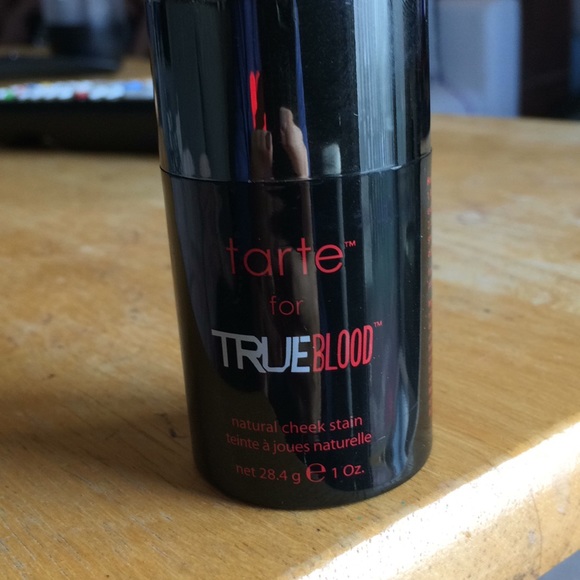 tarte™
for
TRUEBLOOD™
natural cheek stain
teinte à joues naturelle
net 28.4 g ℮ 1 Oz.